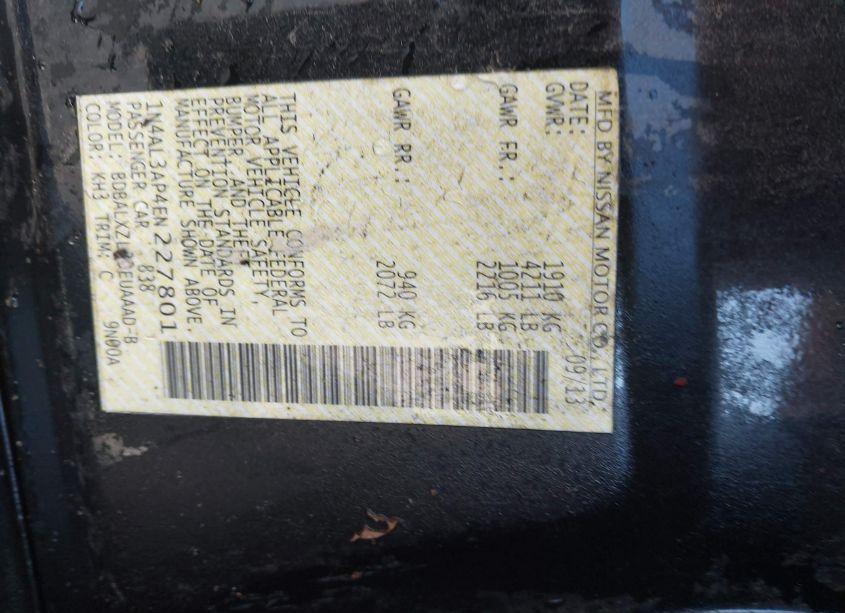 MFD BY NISSAN MOTOR CO., LTD.
DATE: 09/13
GVWR: 1910 KG
4211 LB
GAWR FR.: 1005 KG
2216 LB
GAWR RR.: 940 KG
2072 LB
THIS VEHICLE CONFORMS TO
ALL APPLICABLE FEDERAL
MOTOR VEHICLE SAFETY,
BUMPER, AND THEFT
PREVENTION STANDARDS IN
EFFECT ON THE DATE OF
MANUFACTURE SHOWN ABOVE.
1N4AL3AP4EN227801
PASSENGER CAR 838
MODEL:
COLOR: KH3 TRIM: C 9N00A